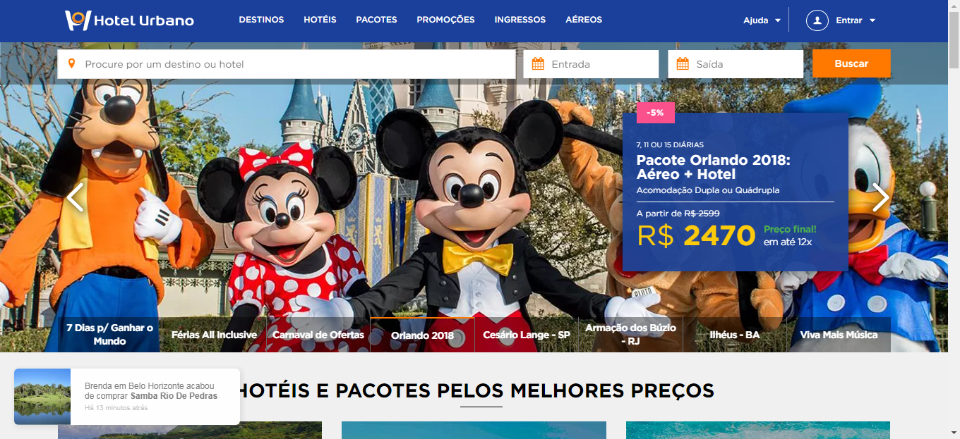 Hotel Urbano
DESTINOS
HOTÉIS
PACOTES
PROMOÇÕES
INGRESSOS
AÉREOS
Ajuda
Entrar
Procure por um destino ou hotel
Entrada
Saída
Buscar
-5%
7, 11 OU 15 DIÁRIAS
Pacote Orlando 2018:
Aéreo + Hotel
Acomodação Dupla ou Quádrupla
A partir de R$ 2599
R$ 2470
Preço final!
em até 12x
7 Dias p/ Ganhar o
Mundo
Férias All Inclusive
Carnaval de Ofertas
Orlando 2018
Cesário Lange - SP
Armação dos Búzio
- RJ
Ilhéus - BA
Viva Mais Música
HOTÉIS E PACOTES PELOS MELHORES PREÇOS
Brenda em Belo Horizonte acabou
de comprar Samba Rio De Pedras
Há 13 minutos atrás